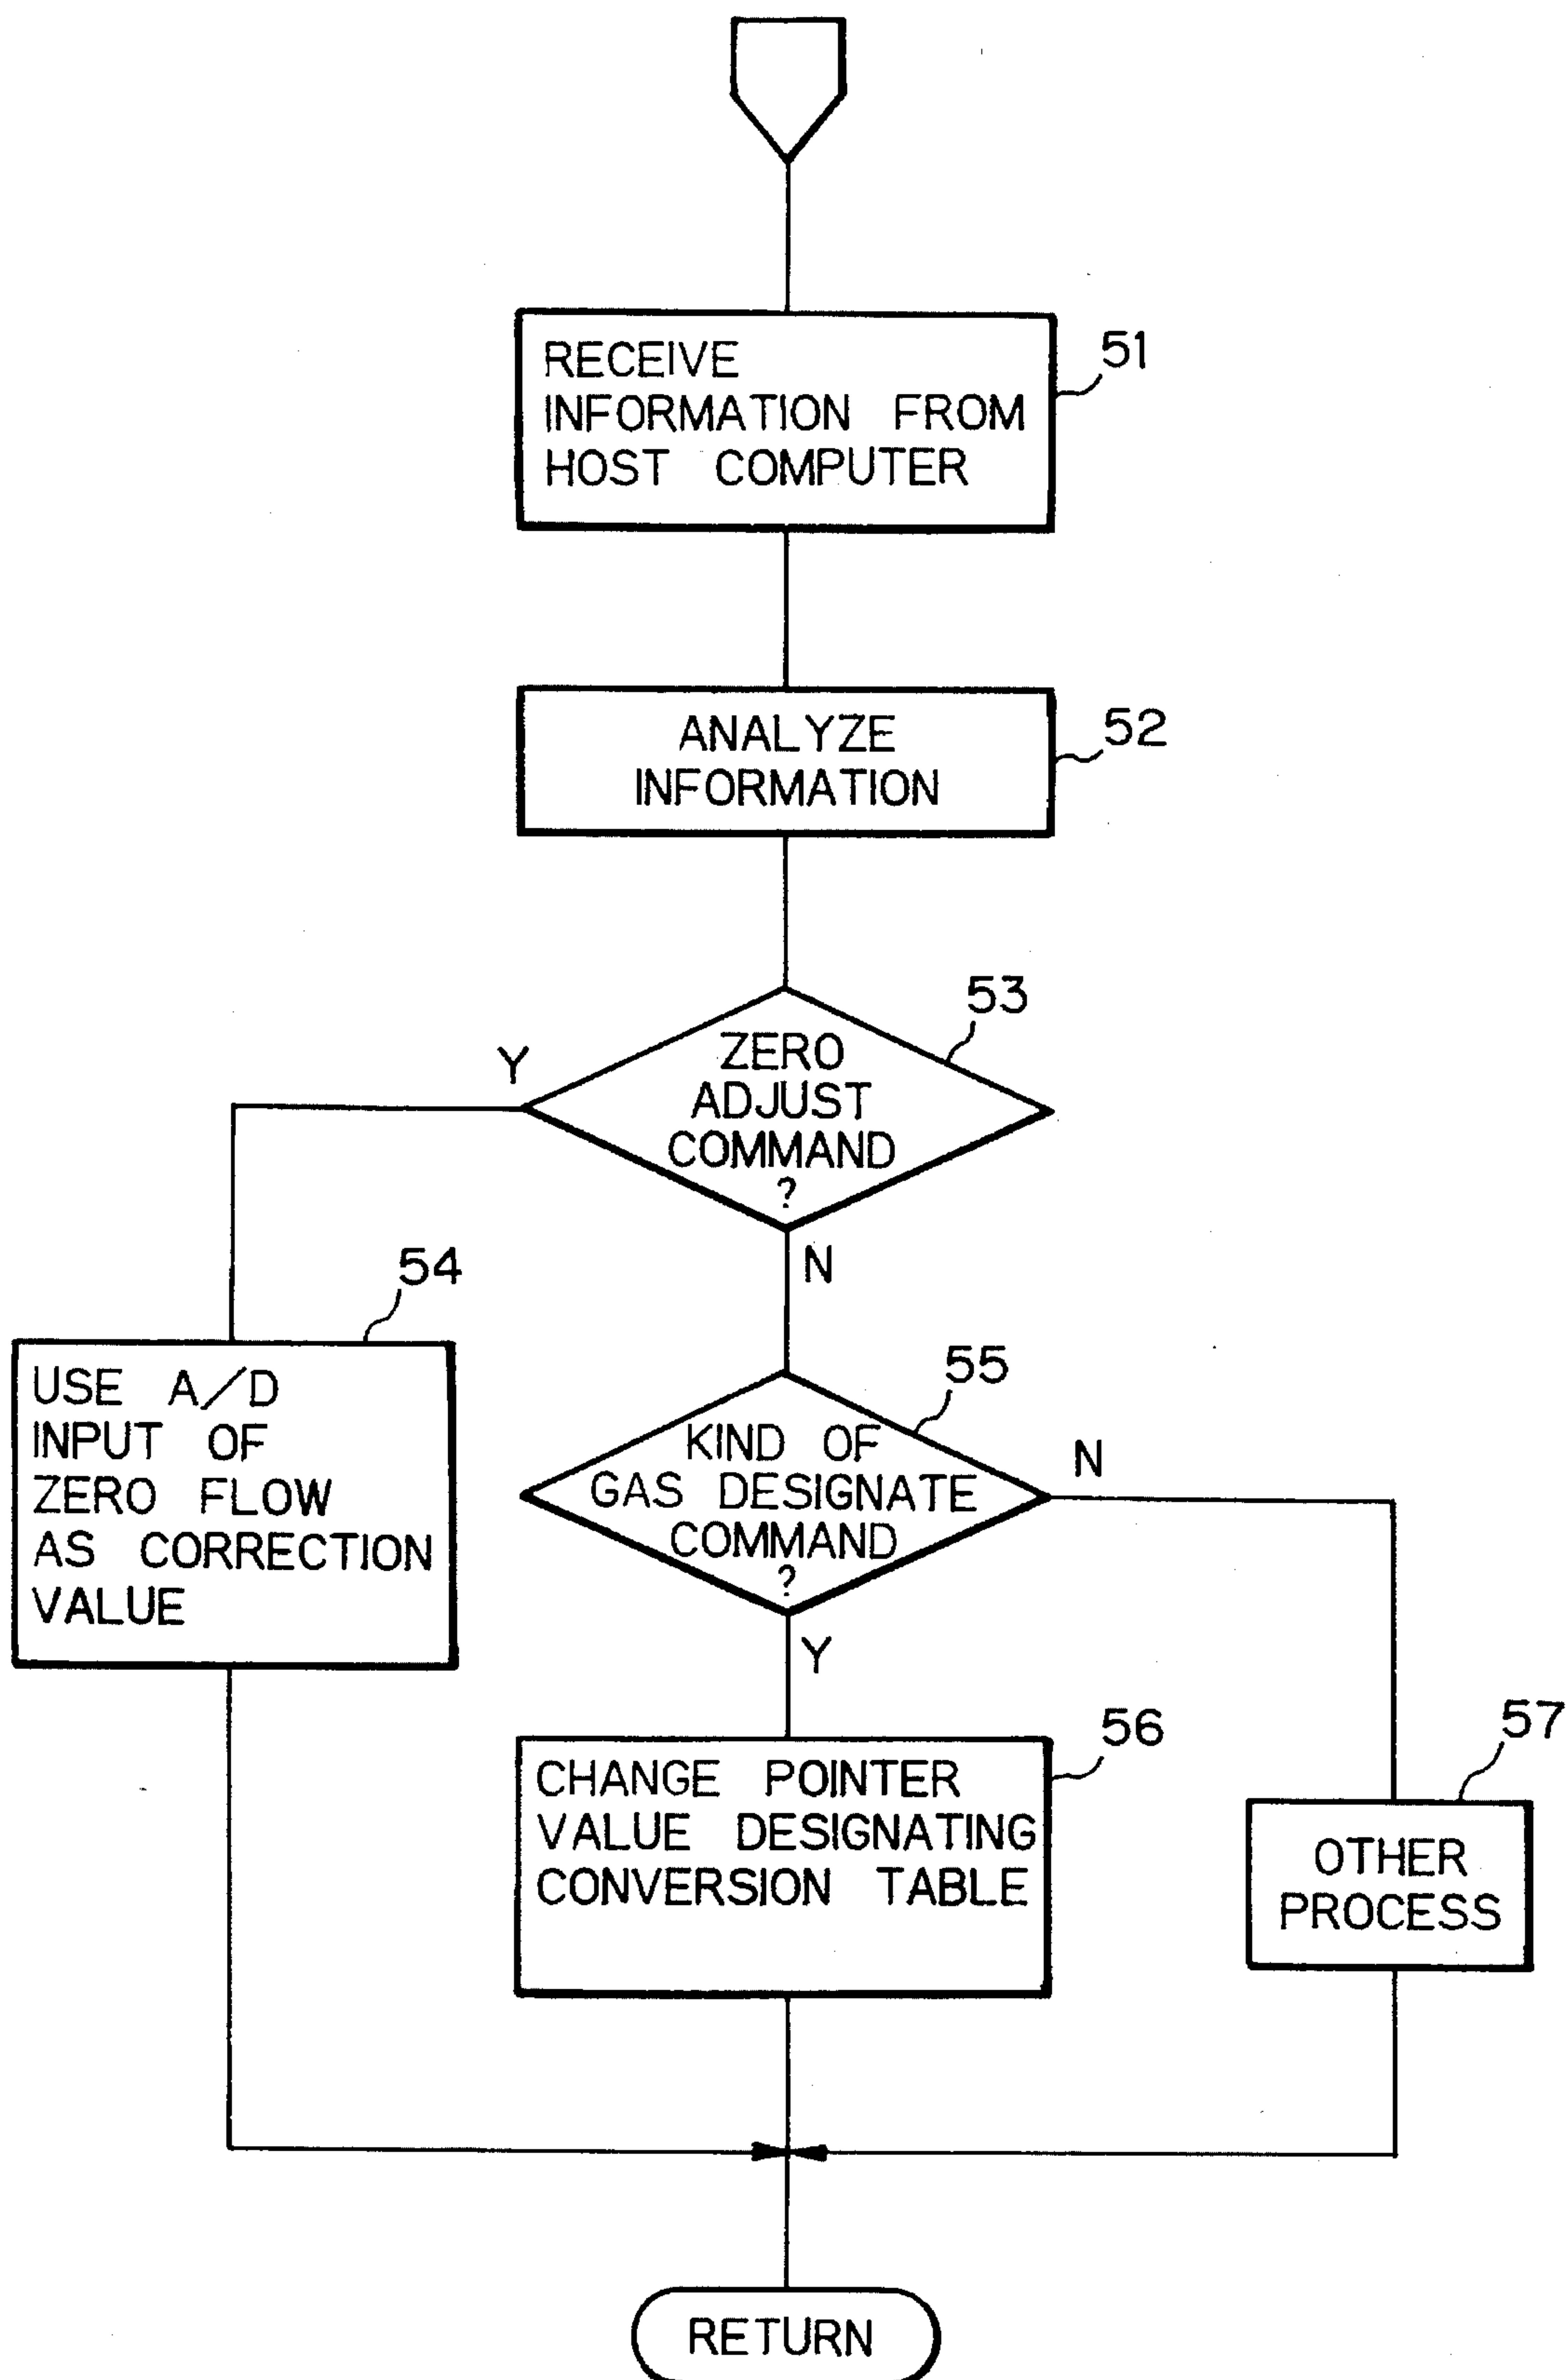 RECEIVE
INFORMATION FROM
HOST COMPUTER
51
ANALYZE
INFORMATION
52
53
ZERO
ADJUST
COMMAND
?
Y
N
54
USE A/D
INPUT OF
ZERO FLOW
AS CORRECTION
VALUE
55
KIND OF
GAS DESIGNATE
COMMAND
?
N
Y
56
CHANGE POINTER
VALUE DESIGNATING
CONVERSION TABLE
57
OTHER
PROCESS
RETURN